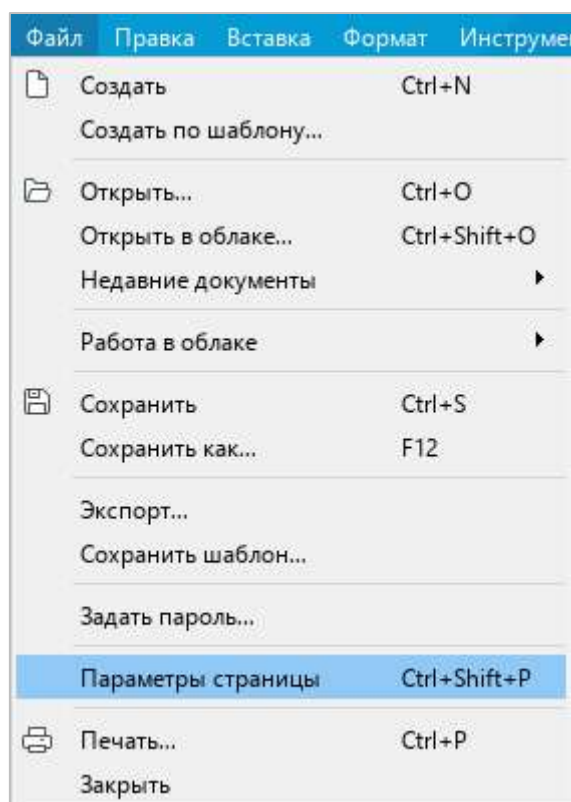 Файл Правка Вставка Формат Инструме
Создать Ctrl+N
Создать по шаблону...
Открыть... Ctrl+O
Открыть в облаке... Ctrl+Shift+O
Недавние документы
Работа в облаке
Сохранить Ctrl+S
Сохранить как... F12
Экспорт...
Сохранить шаблон...
Задать пароль...
Параметры страницы Ctrl+Shift+P
Печать... Ctrl+P
Закрыть